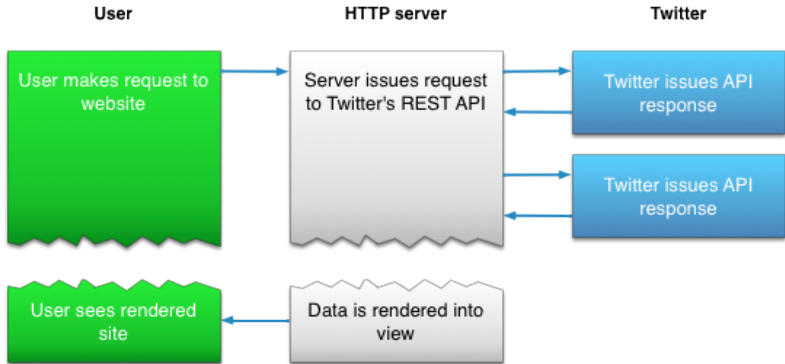 User
HTTP server
Twitter
User makes request to
website
Server issues request
to Twitter's REST API
Twitter issues API
response
Twitter issues API
response
User sees rendered
site
Data is rendered into
view